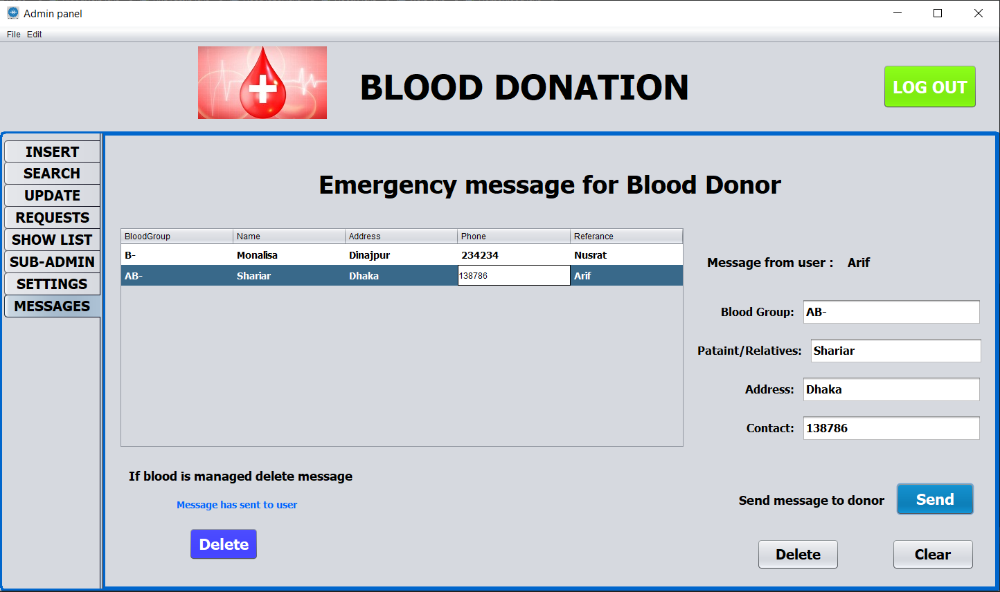 Admin panel
File Edit
BLOOD DONATION
LOG OUT
INSERT
SEARCH
UPDATE
REQUESTS
SHOW LIST
SUB-ADMIN
SETTINGS
MESSAGES
Emergency message for Blood Donor
BloodGroup Name Address Phone Referance
B- Monalisa Dinajpur 234234 Nusrat
AB- Shariar Dhaka 138786 Arif
Message from user : Arif
Blood Group: AB-
Pataint/Relatives: Shariar
Address: Dhaka
Contact: 138786
If blood is managed delete message
Message has sent to user
Delete
Send message to donor Send
Delete Clear